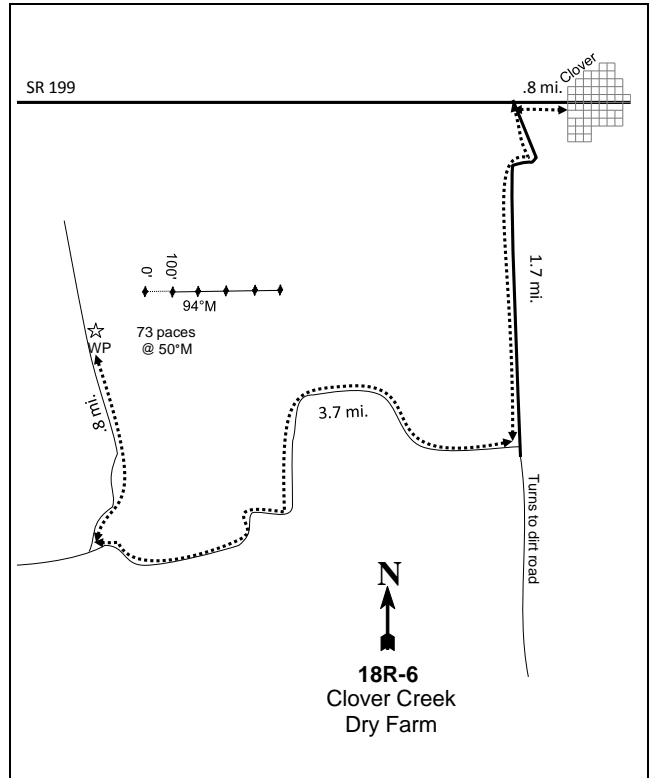 SR 199
.8 mi.
Clover
1.7 mi.
0'
100'
94°M
73 paces
@ 50°M
WP
.8 mi.
3.7 mi.
Turns to dirt road
N
18R-6
Clover Creek
Dry Farm